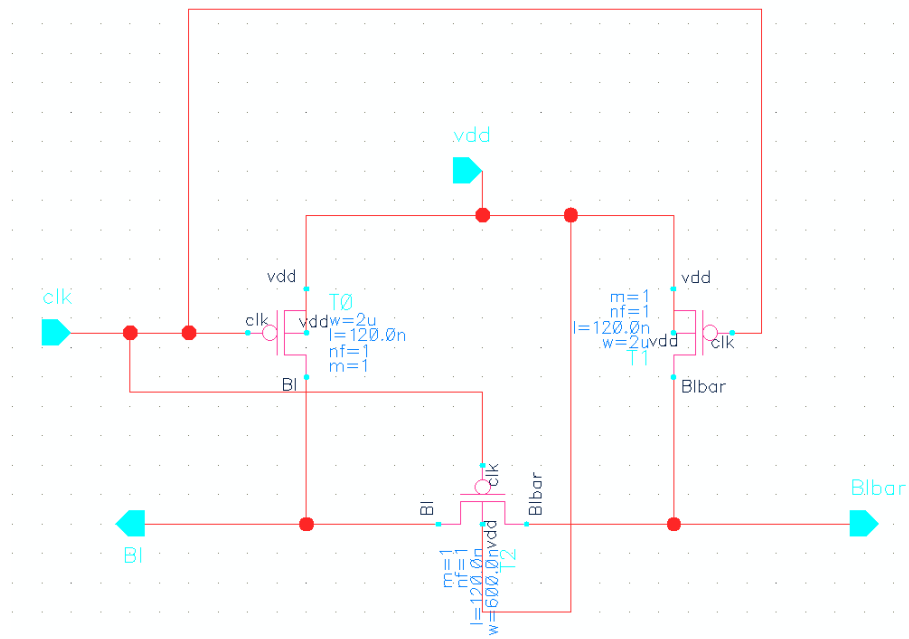 vdd
clk
vdd
clk
T0
vdd
w=2u
l=120.0n
nf=1
m=1
Bl
vdd
m=1
nf=1
l=120.0n
w=2u
vdd
clk
T1
Blbar
clk
Bl
Blbar
vdd
T2
m=1
nf=1
l=120.0n
w=600.0n
Bl
Blbar